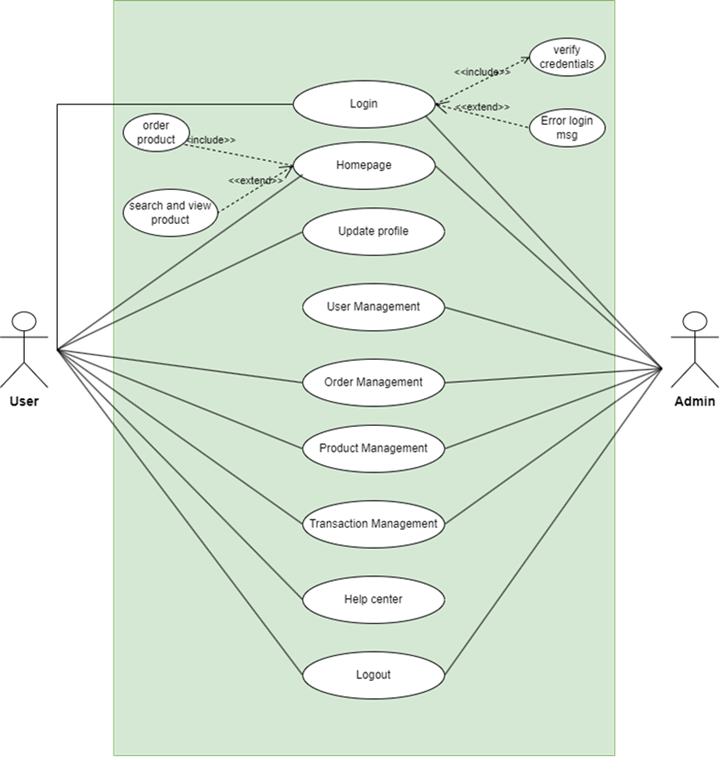 verify
credentials
<<include>>
Login
<<extend>>
Error login
msg
order
product
<include>>
Homepage
<<extend>>
search and view
product
Update profile
User Management
Order Management
User
Admin
Product Management
Transaction Management
Help center
Logout